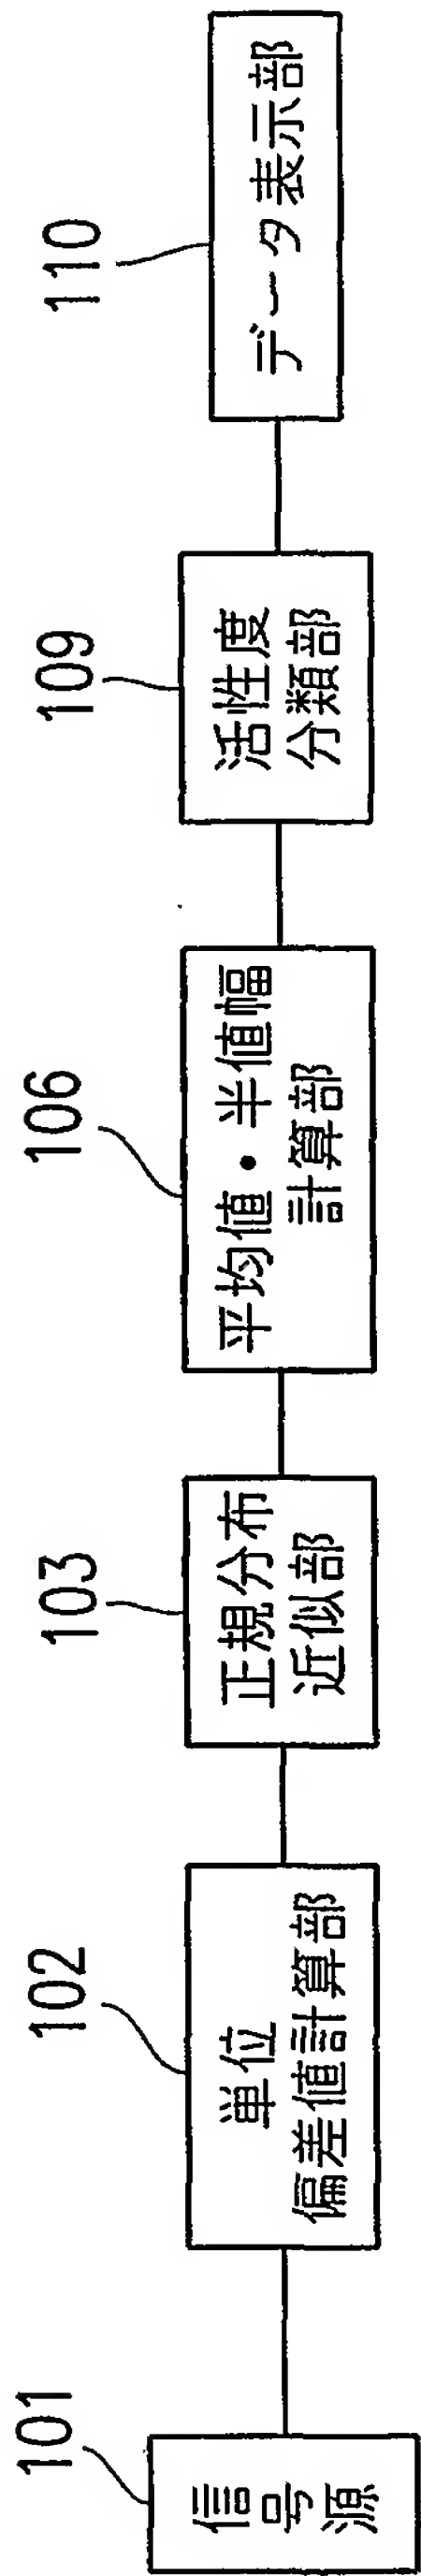 101
信号源
102
単位
偏差値計算部
103
正規分布
近似部
106
平均値・半値幅
計算部
109
活性度
分類部
110
データ表示部